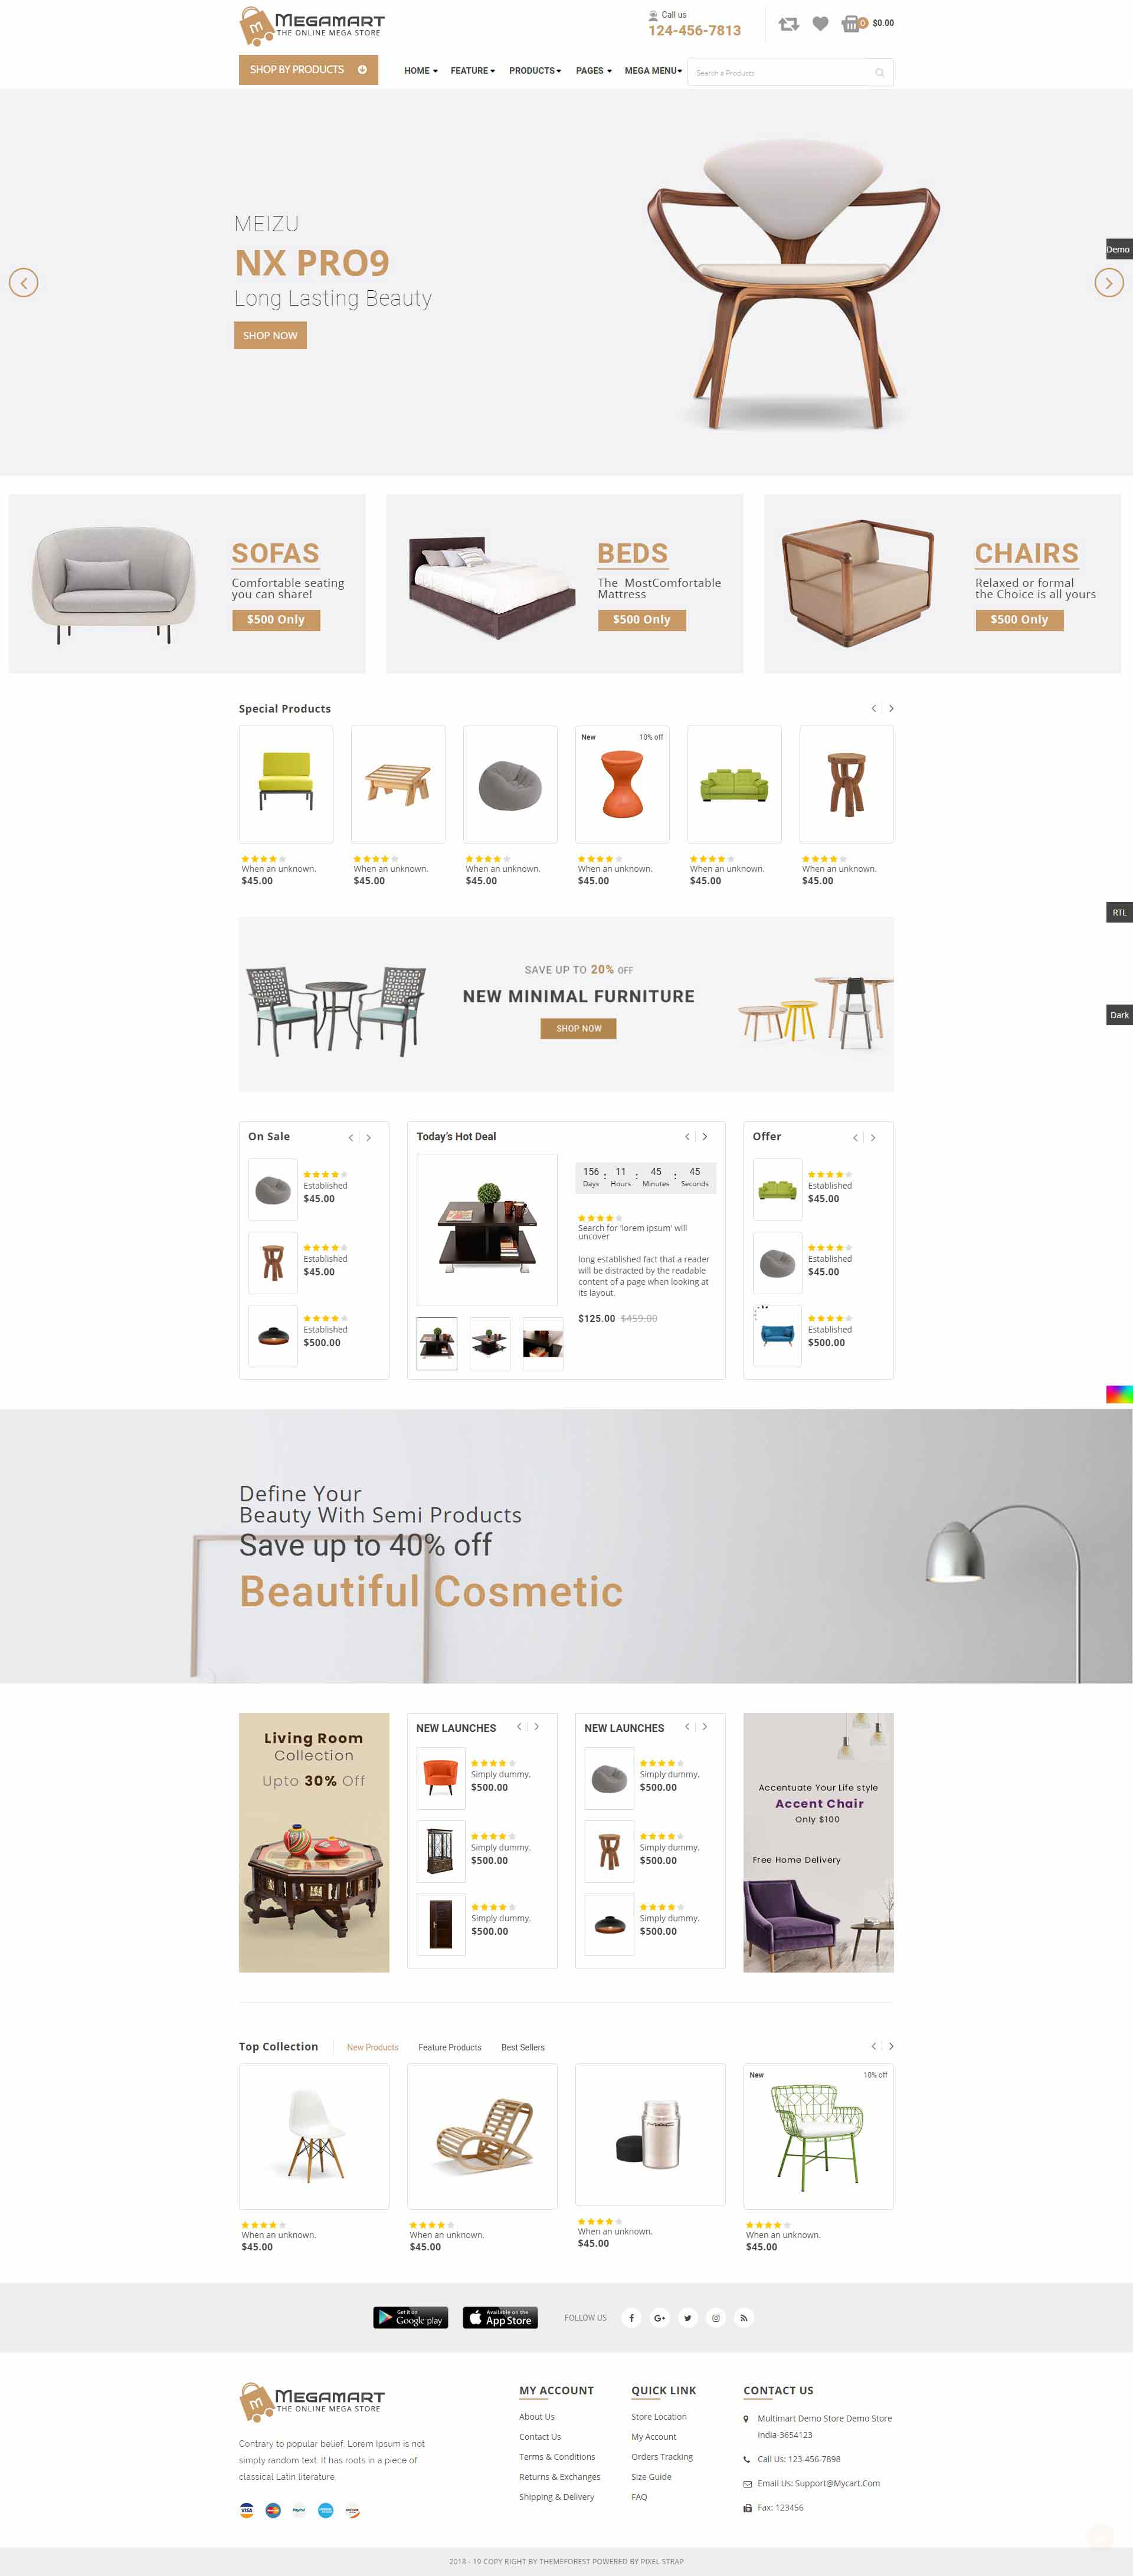 MEGAMART
THE ONLINE MEGA STORE
Call us
124-456-7813
0
$0.00
SHOP BY PRODUCTS
HOME
FEATURE
PRODUCTS
PAGES
MEGA MENU
Search a Products
MEIZU
NX PRO9
Long Lasting Beauty
SHOP NOW
Demo
SOFAS
Comfortable seating
you can share!
$500 Only
BEDS
The MostComfortable
Mattress
$500 Only
CHAIRS
Relaxed or formal
the Choice is all yours
$500 Only
Special Products
New
10% off
When an unknown.
$45.00
When an unknown.
$45.00
When an unknown.
$45.00
When an unknown.
$45.00
When an unknown.
$45.00
When an unknown.
$45.00
RTL
SAVE UP TO 20% OFF
NEW MINIMAL FURNITURE
SHOP NOW
Dark
On Sale
Established
$45.00
Established
$45.00
Established
$500.00
Today's Hot Deal
156 : 11 : 45 : 45
Days Hours Minutes Seconds
Search for 'lorem ipsum' will
uncover
long established fact that a reader
will be distracted by the readable
content of a page when looking at
its layout.
$125.00 $459.00
Offer
Established
$45.00
Established
$45.00
Established
$500.00
Define Your
Beauty With Semi Products
Save up to 40% off
Beautiful Cosmetic
Living Room
Collection
Upto 30% Off
NEW LAUNCHES
Simply dummy.
$500.00
Simply dummy.
$500.00
Simply dummy.
$500.00
NEW LAUNCHES
Simply dummy.
$500.00
Simply dummy.
$500.00
Simply dummy.
$500.00
Accentuate Your Life style
Accent Chair
Only $100
Free Home Delivery
Top Collection
New Products
Feature Products
Best Sellers
MAC
New
10% off
When an unknown.
$45.00
When an unknown.
$45.00
When an unknown.
$45.00
When an unknown.
$45.00
Get it on
Google play
Available on the
App Store
FOLLOW US
MEGAMART
THE ONLINE MEGA STORE
Contrary to popular belief, Lorem Ipsum is not
simply random text. It has roots in a piece of
classical Latin literature.
VISA
PayPal
MY ACCOUNT
About Us
Contact Us
Terms & Conditions
Returns & Exchanges
Shipping & Delivery
QUICK LINK
Store Location
My Account
Orders Tracking
Size Guide
FAQ
CONTACT US
Multimart Demo Store Demo Store
India-3654123
Call Us: 123-456-7898
Email Us: Support@Mycart.Com
Fax: 123456
2018 - 19 COPY RIGHT BY THEMEFOREST POWERED BY PIXEL STRAP